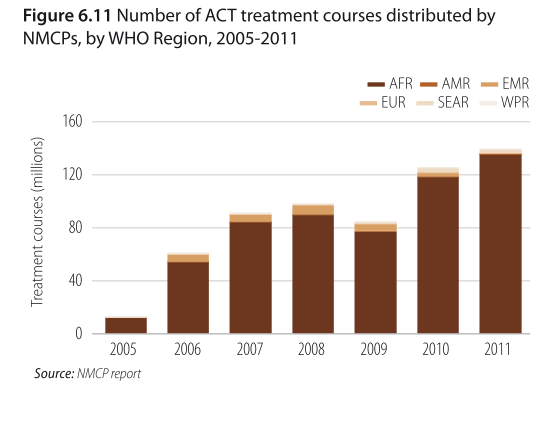 Figure 6.11 Number of ACT treatment courses distributed by
NMCPs, by WHO Region, 2005-2011
AFR AMR EMR
EUR SEAR WPR
Treatment courses (millions)
160
120
80
40
0
2005 2006 2007 2008 2009 2010 2011
Source: NMCP report